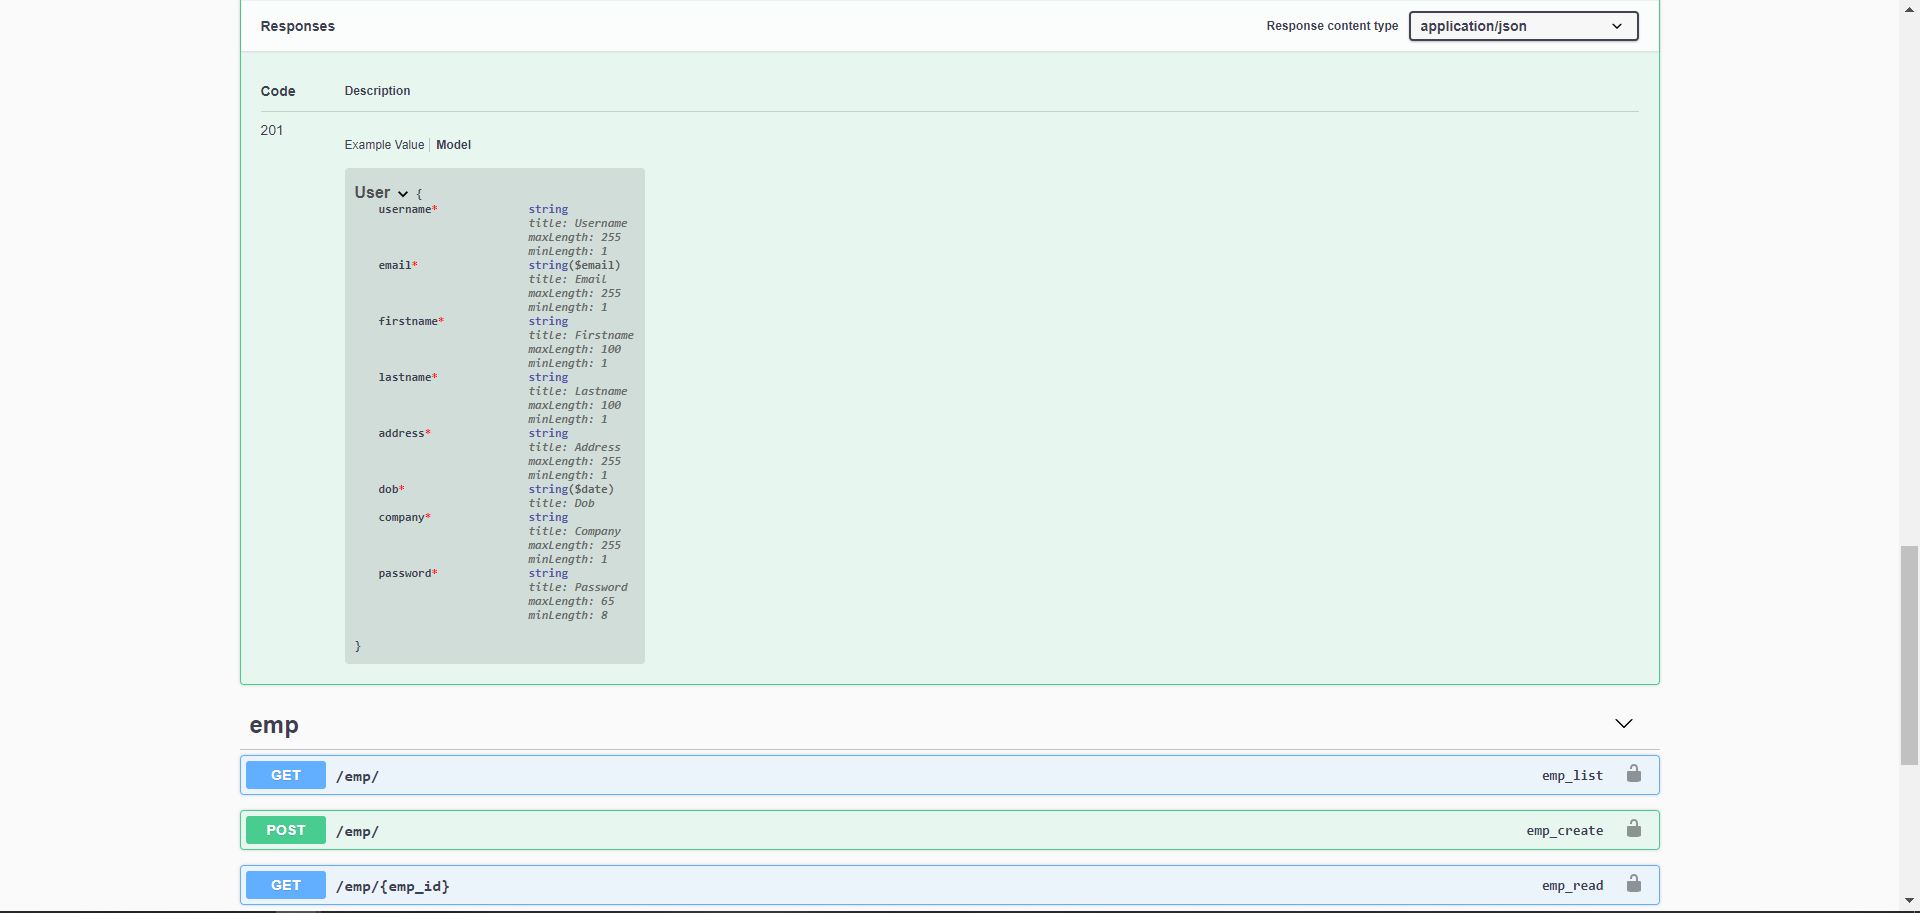 Responses
Response content type
application/json
Code Description
201
Example Value Model
User {
username* string
title: Username
maxLength: 255
minLength: 1
email* string($email)
title: Email
maxLength: 255
minLength: 1
firstname* string
title: Firstname
maxLength: 100
minLength: 1
lastname* string
title: Lastname
maxLength: 100
minLength: 1
address* string
title: Address
maxLength: 255
minLength: 1
dob* string($date)
title: Dob
company* string
title: Company
maxLength: 255
minLength: 1
password* string
title: Password
maxLength: 65
minLength: 8
}
emp
GET /emp/ emp_list
POST /emp/ emp_create
GET /emp/{emp_id} emp_read